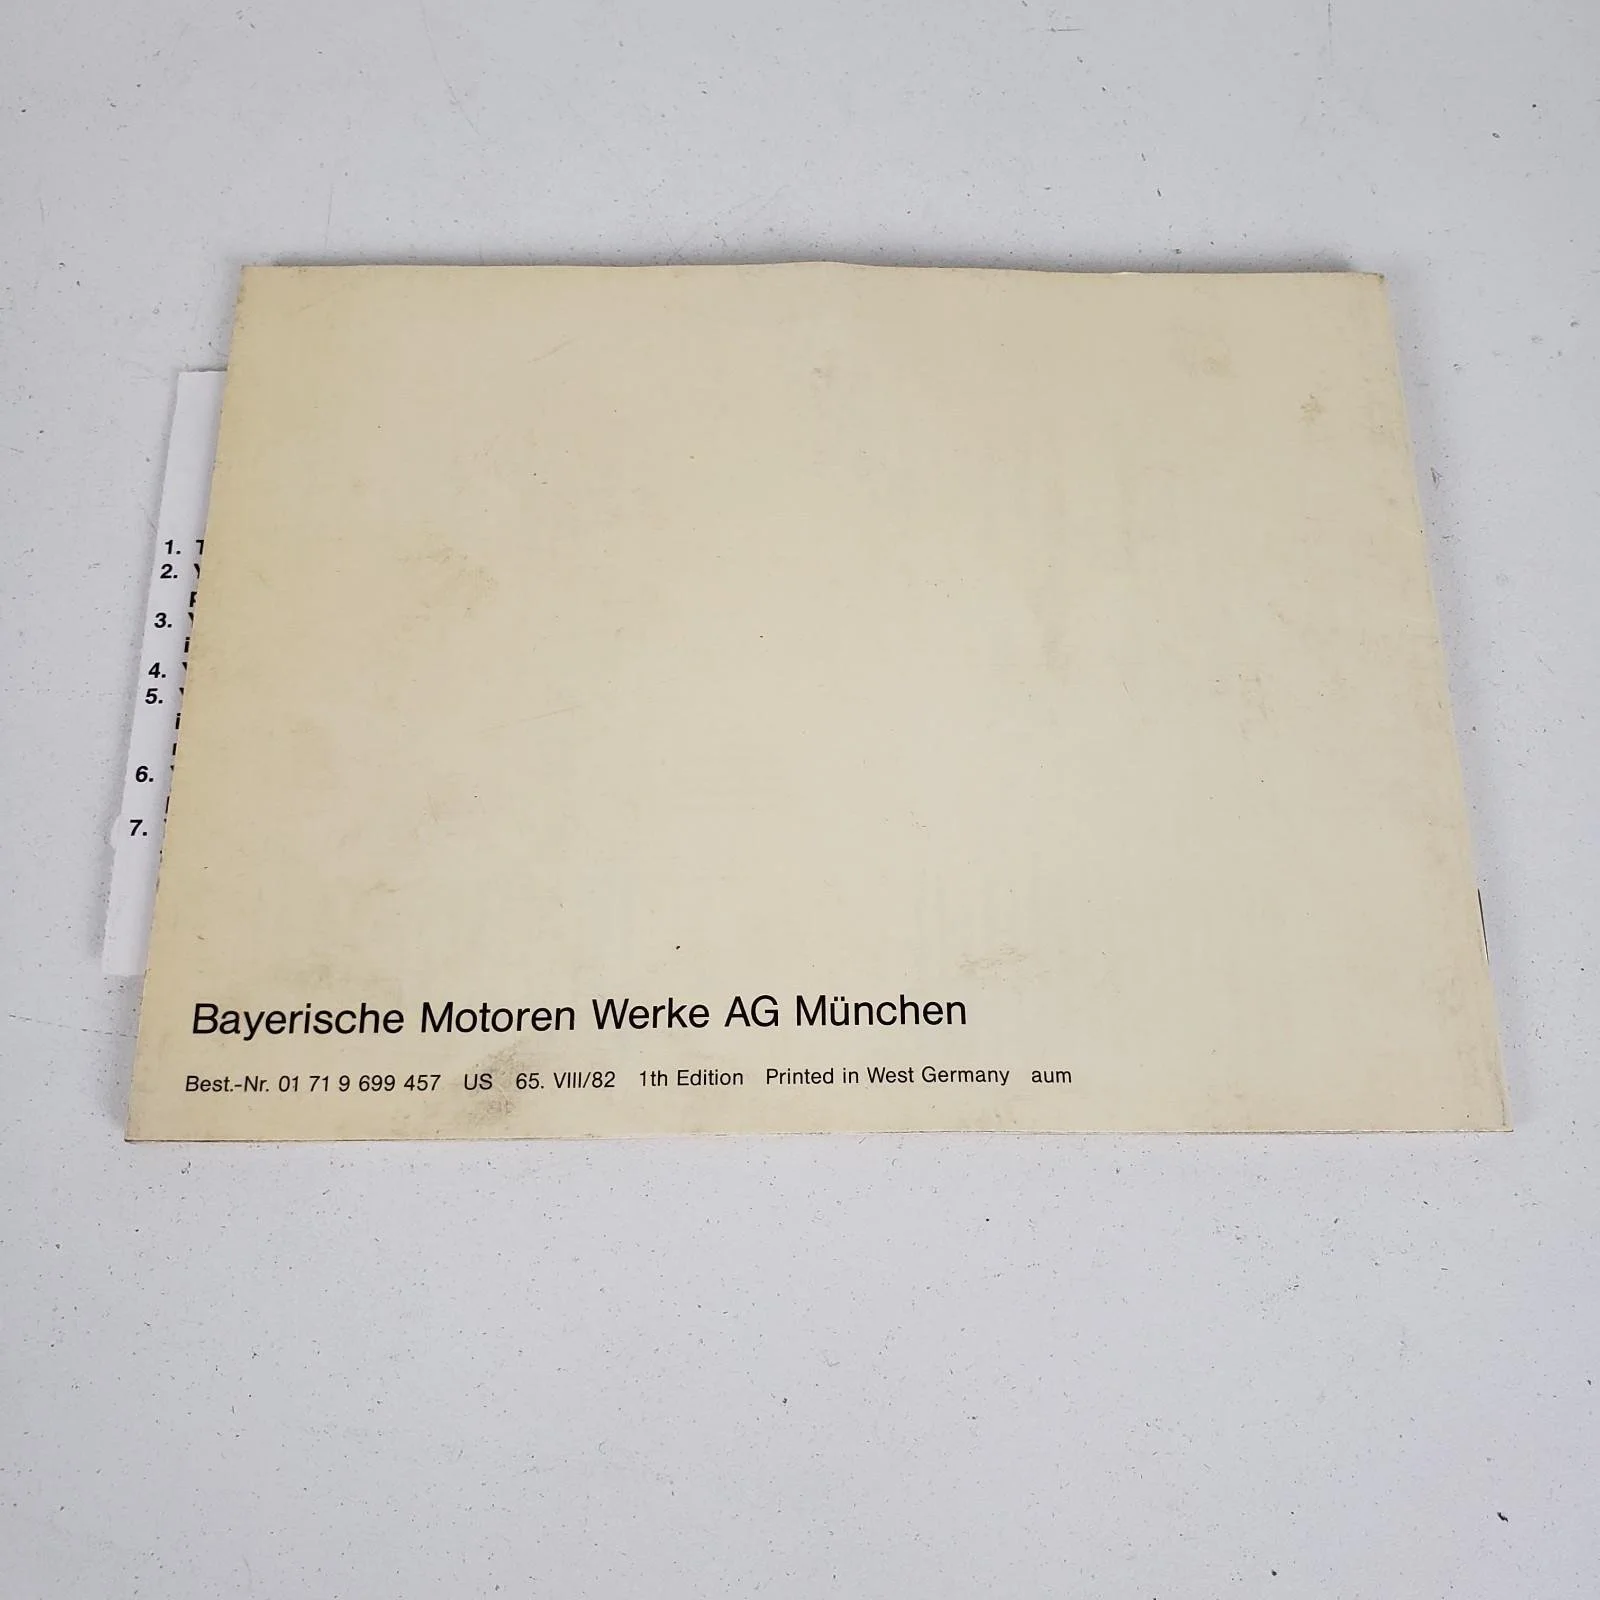 1. T
2. Y
p
3. Y
i
4. Y
5. Y
i
6.
7.
Bayerische Motoren Werke AG München
Best.-Nr. 01 71 9 699 457 US 65. VIII/82 1th Edition Printed in West Germany aum